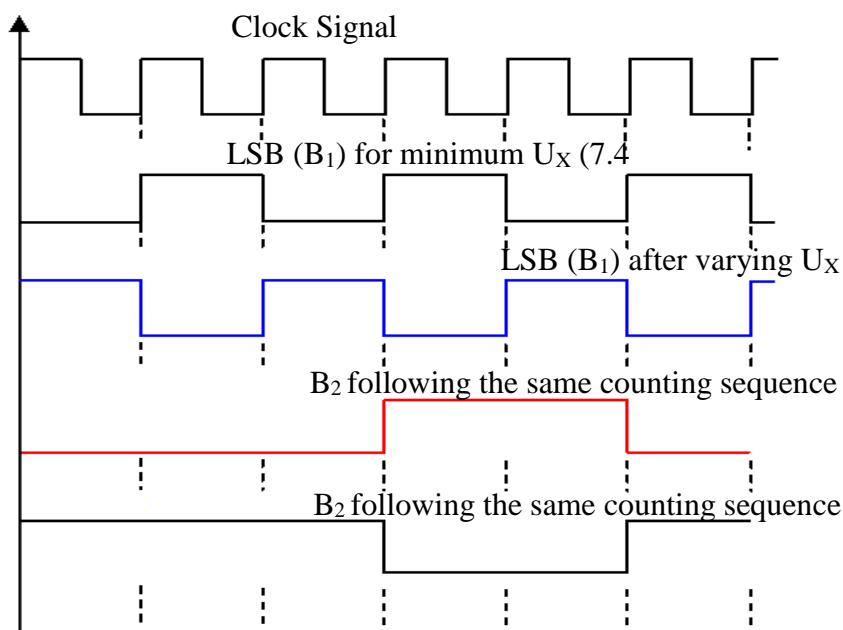 Clock Signal
LSB (B₁) for minimum Uₓ (7.4
LSB (B₁) after varying Uₓ
B₂ following the same counting sequence
B₂ following the same counting sequence